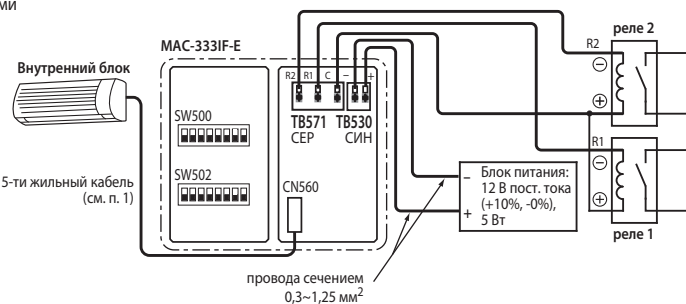 ми
MAC-333IF-E
Внутренний блок
5-ти жильный кабель
(см. п. 1)
SW500
SW502
R2 R1 C − +
TB571 TB530
СЕР СИН
CN560
провода сечением
0,3~1,25 мм²
− Блок питания:
12 В пост. тока
+ (+10%, -0%),
5 Вт
реле 2
R2
−
+
R1
−
+
реле 1